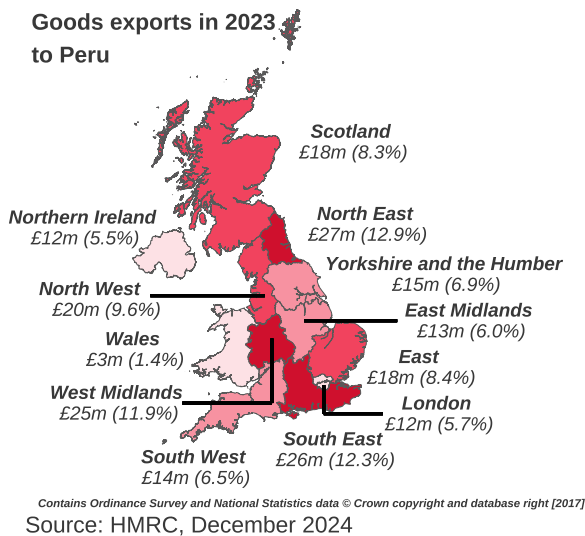 Goods exports in 2023
to Peru
Scotland
£18m (8.3%)
Northern Ireland
£12m (5.5%)
North East
£27m (12.9%)
Yorkshire and the Humber
£15m (6.9%)
North West
£20m (9.6%)
East Midlands
£13m (6.0%)
Wales
£3m (1.4%)
East
£18m (8.4%)
West Midlands
£25m (11.9%)
London
£12m (5.7%)
South East
£26m (12.3%)
South West
£14m (6.5%)
Contains Ordinance Survey and National Statistics data © Crown copyright and database right [2017]
Source: HMRC, December 2024